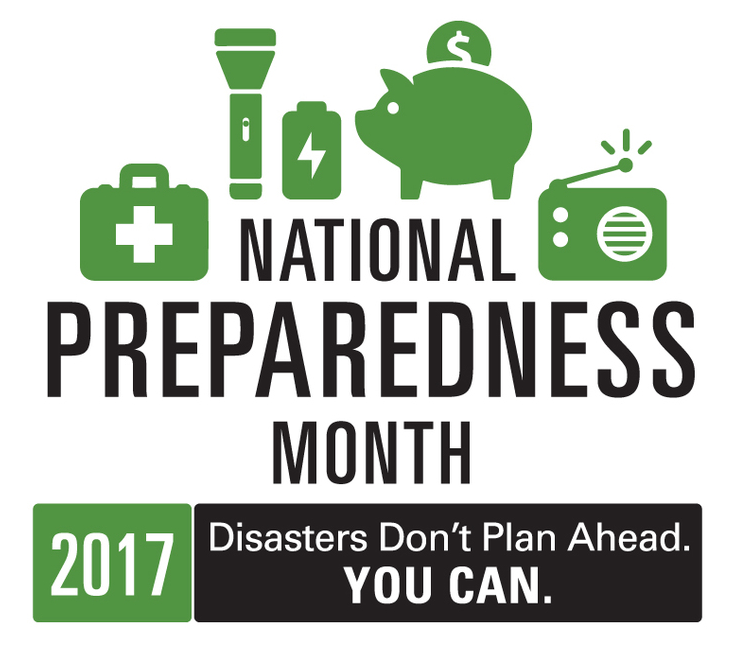 $
NATIONAL
PREPAREDNESS
MONTH
2017
Disasters Don't Plan Ahead.
YOU CAN.